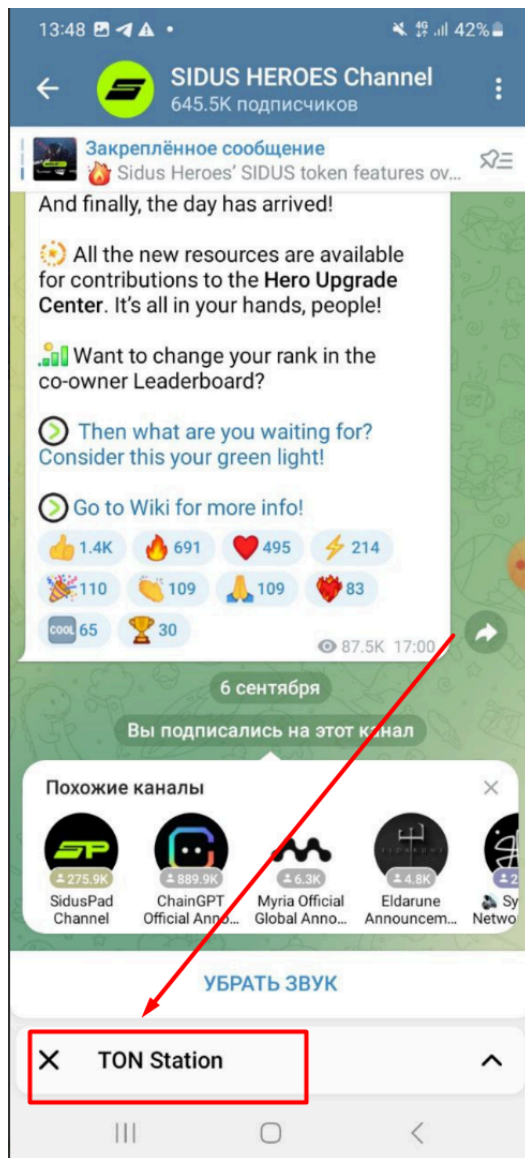 13:48
4G 42%
SIDUS HEROES Channel
645.5K подписчиков
Закреплённое сообщение
Sidus Heroes' SIDUS token features ov...
And finally, the day has arrived!
All the new resources are available
for contributions to the Hero Upgrade
Center. It's all in your hands, people!
Want to change your rank in the
co-owner Leaderboard?
Then what are you waiting for?
Consider this your green light!
Go to Wiki for more info!
1.4K 691 495 214
110 109 109 83
COOL 65 30
87.5K 17:00
6 сентября
Вы подписались на этот канал
Похожие каналы
SP
275.9K 889.9K 6.3K 4.8K 2
SidusPad ChainGPT Myria Official Eldarune Sy
Channel Official Anno... Global Anno... Announcem... Netwo
УБРАТЬ ЗВУК
TON Station